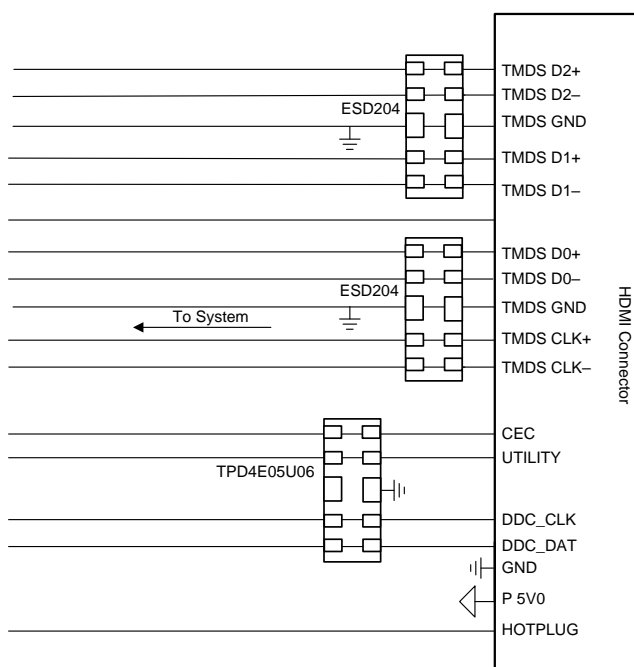 TMDS D2+
TMDS D2–
ESD204
TMDS GND
TMDS D1+
TMDS D1–
TMDS D0+
TMDS D0–
ESD204
TMDS GND
To System
TMDS CLK+
TMDS CLK–
HDMI Connector
CEC
UTILITY
TPD4E05U06
DDC_CLK
DDC_DAT
GND
P 5V0
HOTPLUG